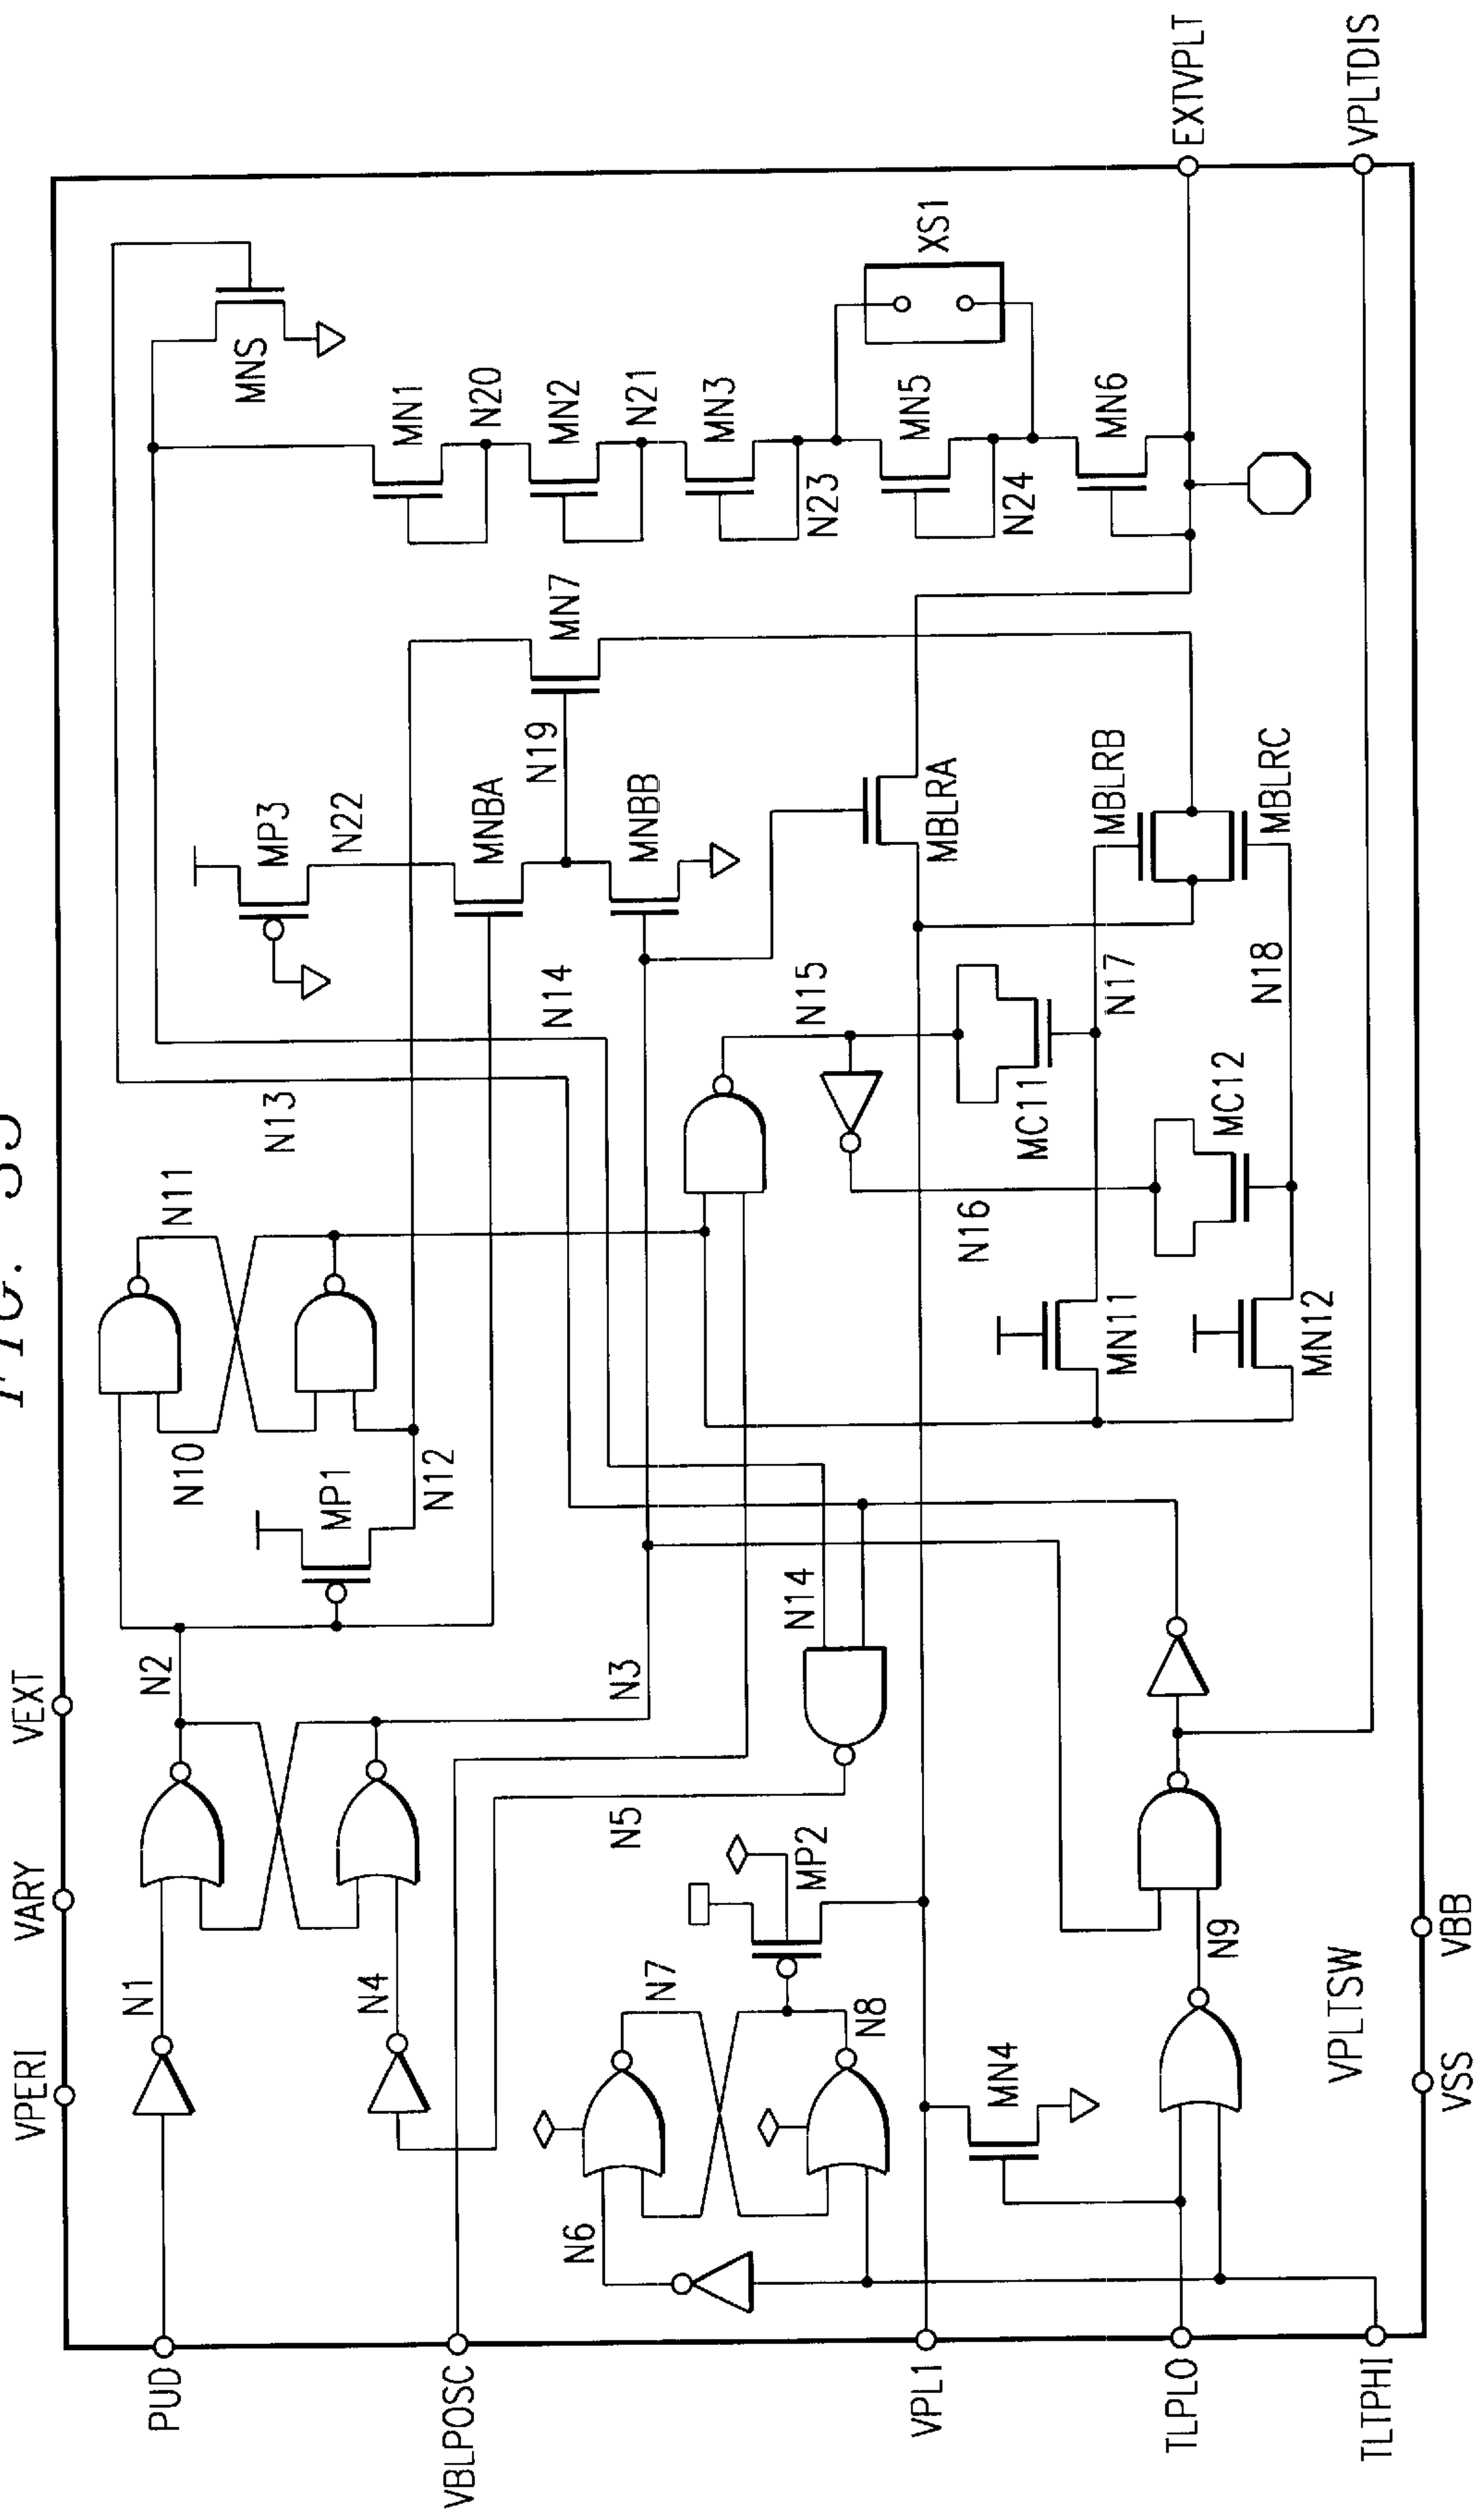 FIG. 33
VPERI
VARY
VEXT
PUD
VBLPOSC
VPL1
TLPLO
TLTPHI
EXTVPLT
VPLTDIS
VSS
VBB
VPLTSW
N1
N2
N4
N3
N5
N6
N7
N8
N9
MP2
MN4
N10
N11
MP1
N12
N13
N14
N14
N15
N16
N17
N18
MC11
MC12
MN11
MN12
MP3
N22
MNBA
N19
MNBB
MN7
MBLRA
MBLRB
MBLRC
MNS
MN1
N20
MN2
N21
MN3
N23
MN5
N24
MN6
XS1